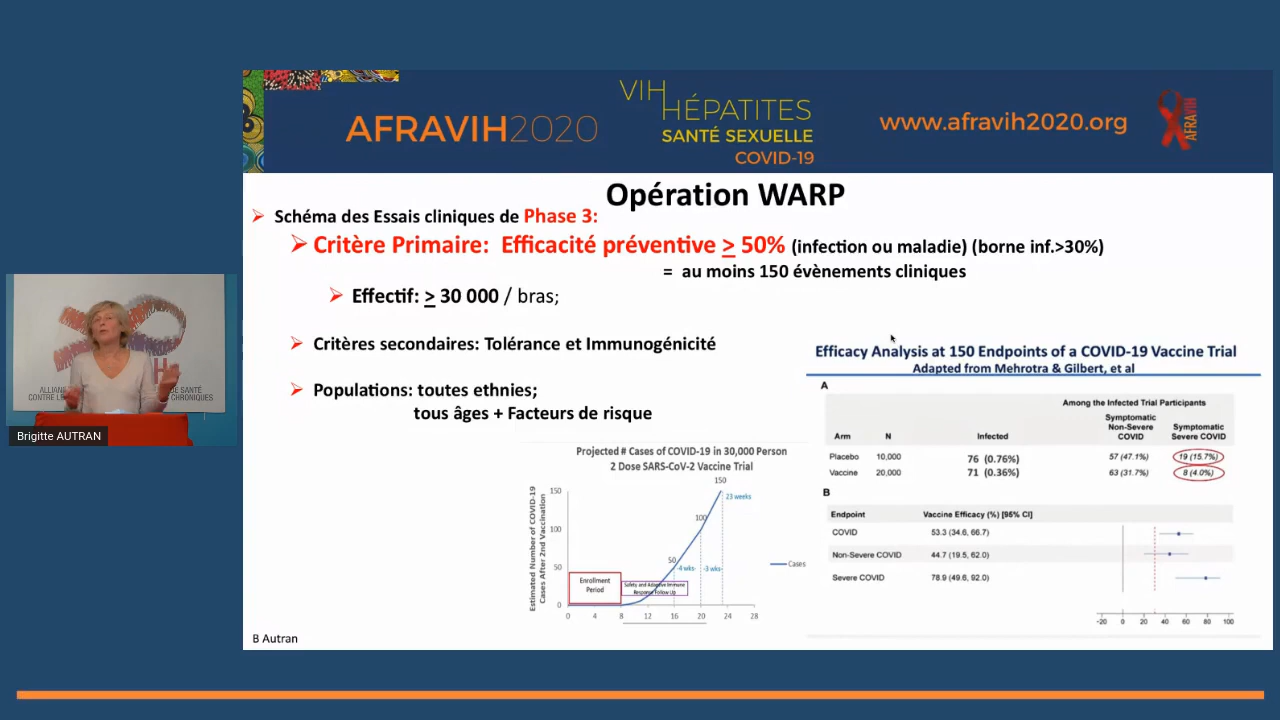 AFRAVIH2020
VIH
HÉPATITES
SANTÉ SEXUELLE
COVID-19
www.afravih2020.org
AFRAVIH
Opération WARP
Schéma des Essais cliniques de Phase 3:
Critère Primaire: Efficacité préventive > 50% (infection ou maladie) (borne inf.>30%)
= au moins 150 évènements cliniques
Effectif: > 30 000 / bras;
Critères secondaires: Tolérance et Immunogénicité
Populations: toutes ethnies;
tous âges + Facteurs de risque
Projected # Cases of COVID-19 in 30,000 Person
2 Dose SARS-CoV-2 Vaccine Trial
Estimated Number of COVID-19
Cases After 2nd Vaccination
150
100
50
0
150
23 weeks
100
50
-4 wks-
-3 wks-
Enrollment
Period
Safety and Adaptive Immune
Response Follow Up
Cases
0 4 8 12 16 20 24 28
Efficacy Analysis at 150 Endpoints of a COVID-19 Vaccine Trial
Adapted from Mehrotra & Gilbert, et al
A
Among the Infected Trial Participants
Arm N Infected Symptomatic Non-Severe COVID Symptomatic Severe COVID
Placebo 10,000 76 (0.76%) 57 (47.1%) 19 (15.7%)
Vaccine 20,000 71 (0.36%) 63 (31.7%) 8 (4.0%)
B
Endpoint Vaccine Efficacy (%) [95% CI]
COVID 53.3 (34.6, 66.7)
Non-Severe COVID 44.7 (19.5, 62.0)
Severe COVID 78.9 (49.6, 92.0)
-20 0 20 40 60 80 100
B Autran
Brigitte AUTRAN